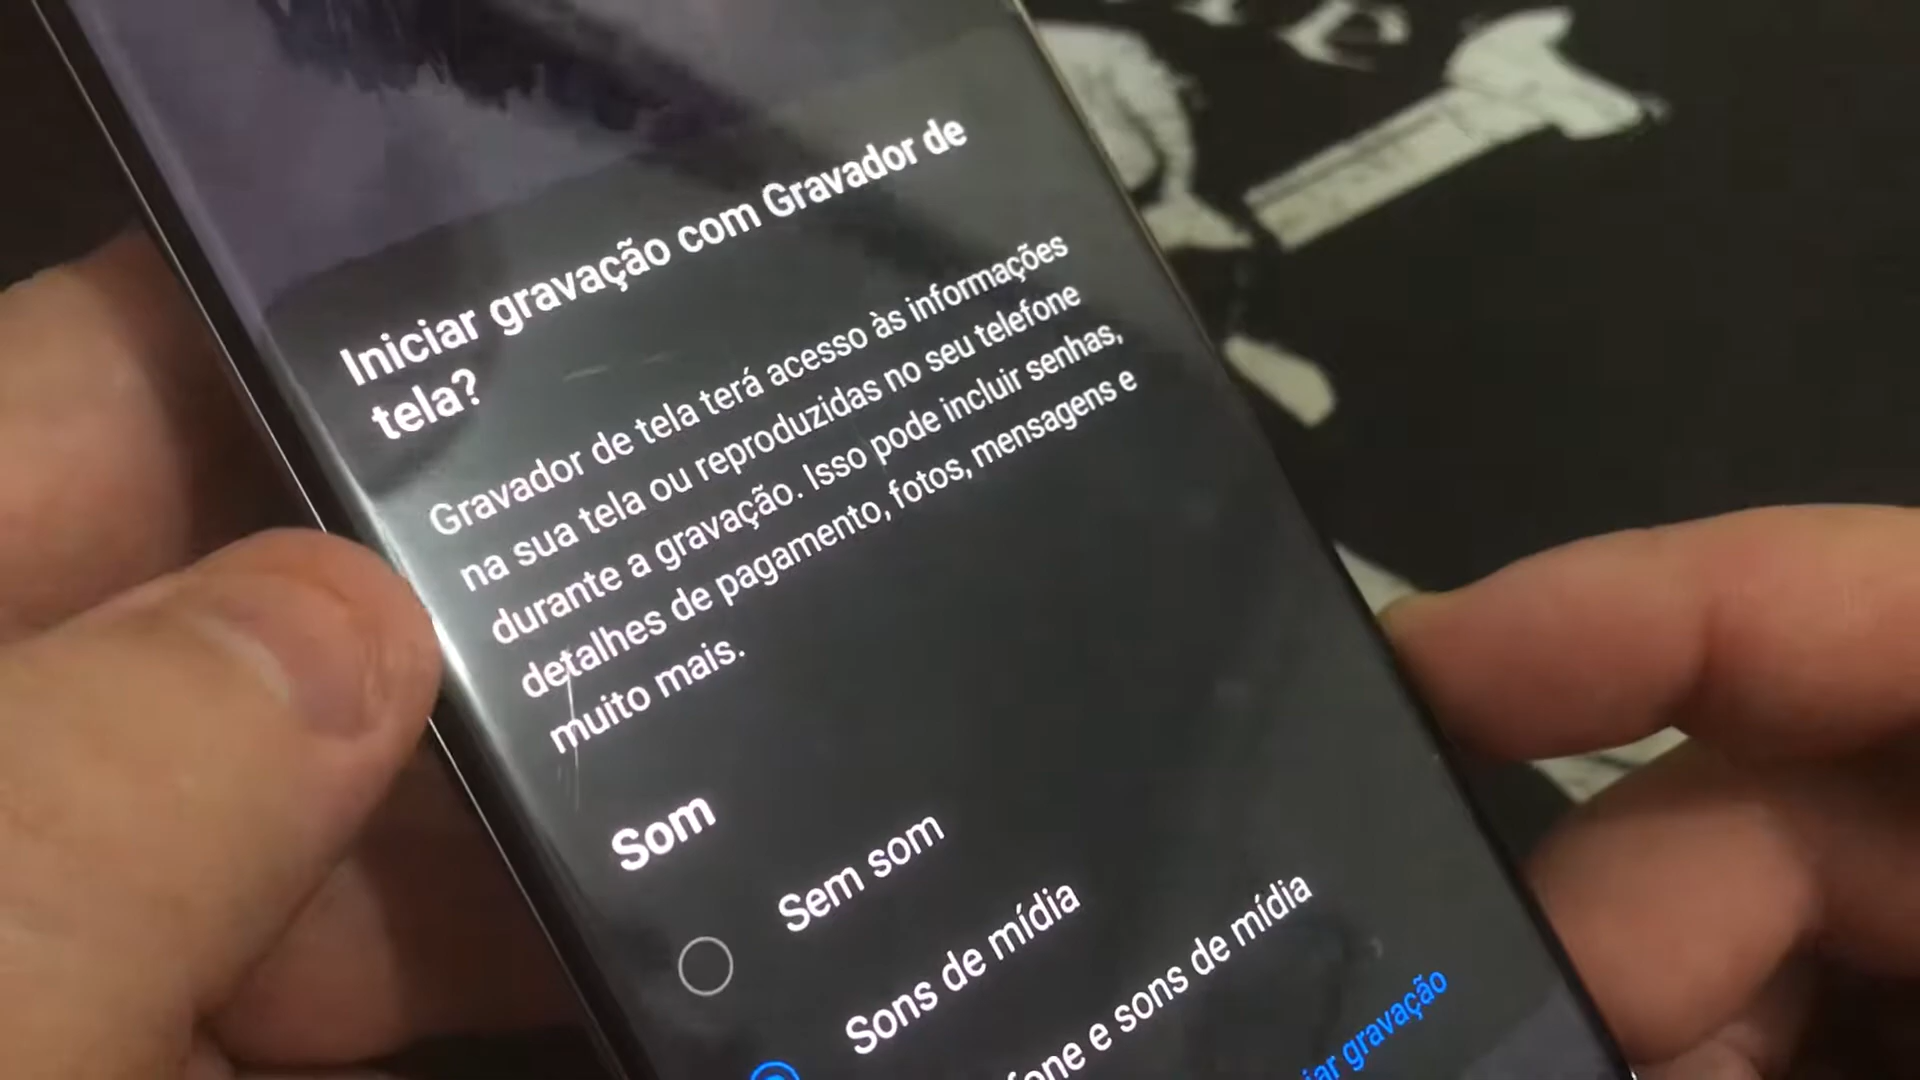 Iniciar gravação com Gravador de
tela?
Gravador de tela terá acesso às informações
na sua tela ou reproduzidas no seu telefone
durante a gravação. Isso pode incluir senhas,
detalhes de pagamento, fotos, mensagens e
muito mais.
Som
Sem som
Sons de mídia
e sons de mídia
gravação